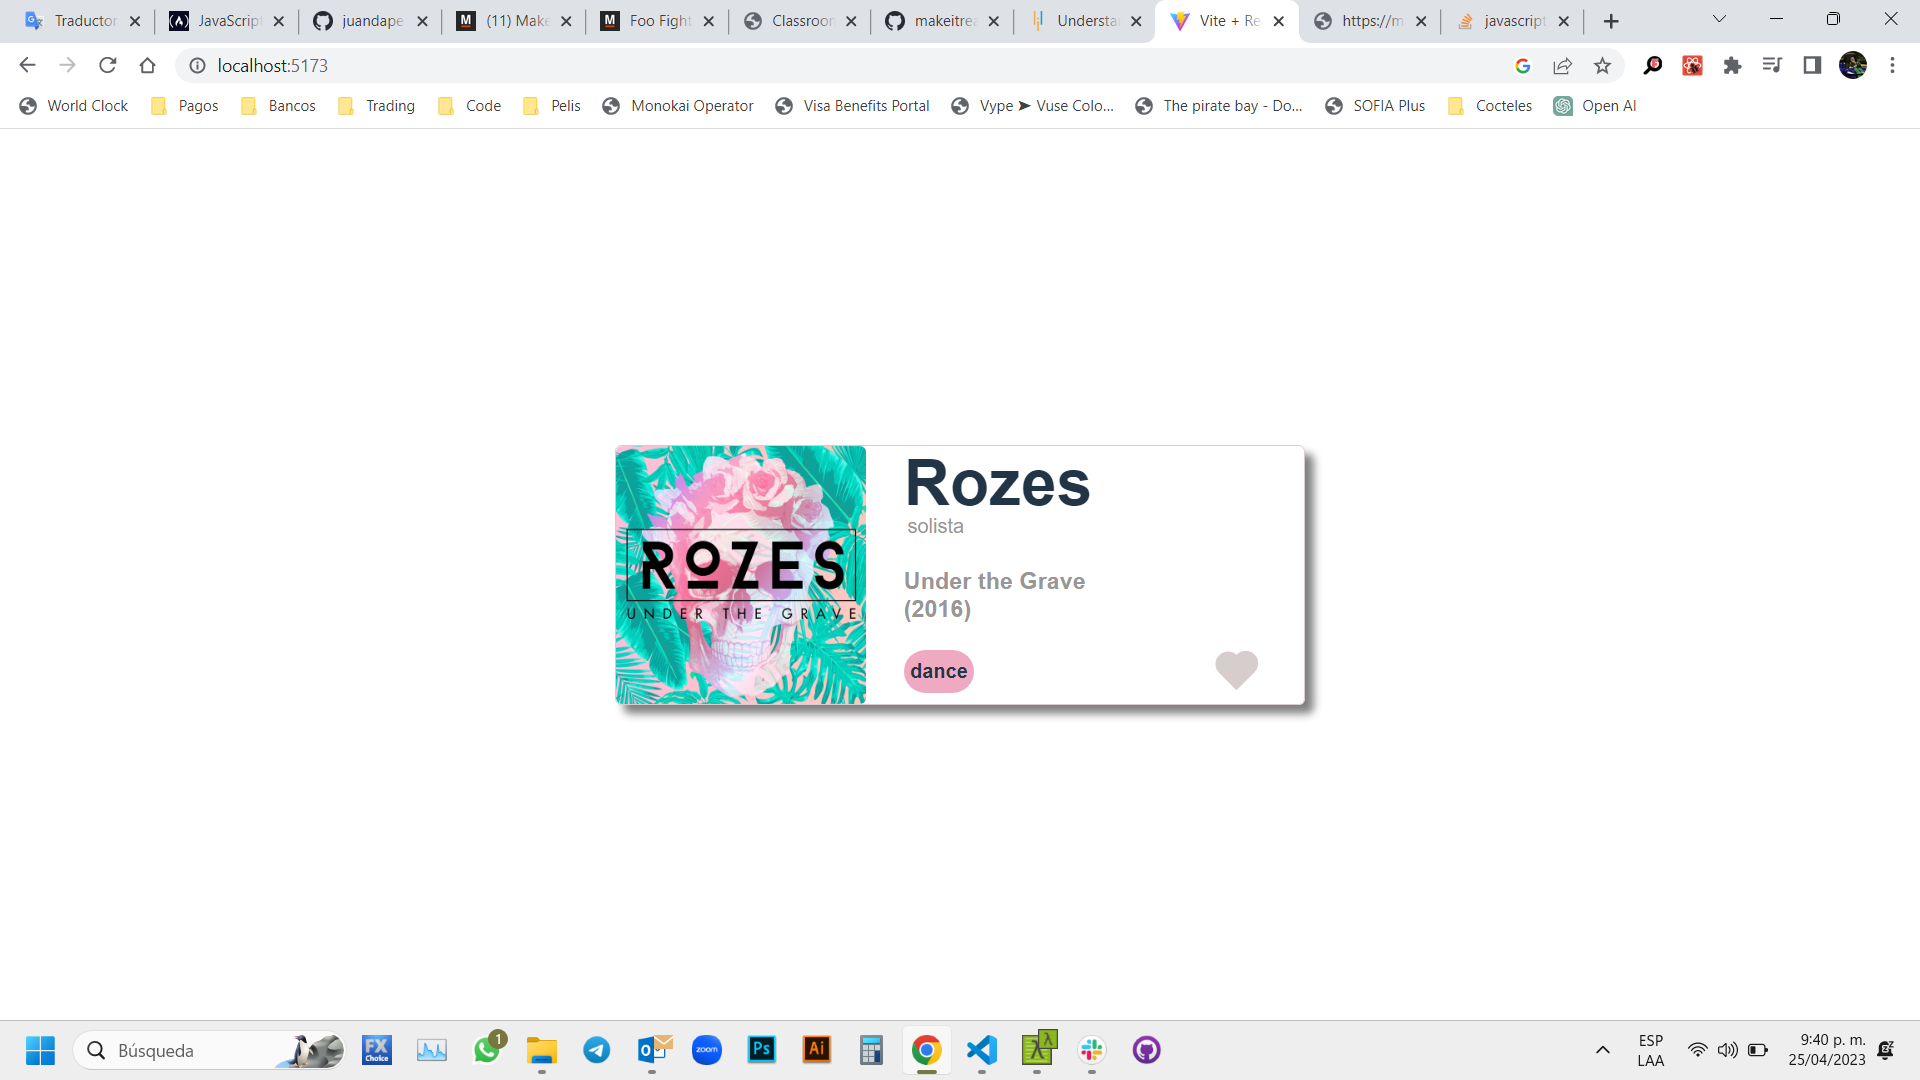 Traductor
JavaScript
juandape
(11) Make
Foo Fight
Classroon
makeitrea
Understa
Vite + Re
https://m
javascript
localhost:5173
World Clock
Pagos
Bancos
Trading
Code
Pelis
Monokai Operator
Visa Benefits Portal
Vype ➤ Vuse Colo...
The pirate bay - Do...
SOFIA Plus
Cocteles
Open AI
ROZES
UNDER THE GRAVE
Rozes
solista
Under the Grave
(2016)
dance
Búsqueda
FX
Choice
1
zoom
Ps
Ai
ESP
LAA
9:40 p. m.
25/04/2023